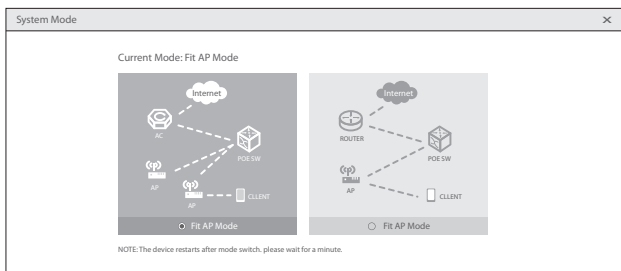 System Mode
Current Mode: Fit AP Mode
Internet
AC
POE SW
AP
AP
CLLENT
Fit AP Mode
Internet
ROUTER
POE SW
AP
CLLENT
Fit AP Mode
NOTE: The device restarts after mode switch. please wait for a minute.